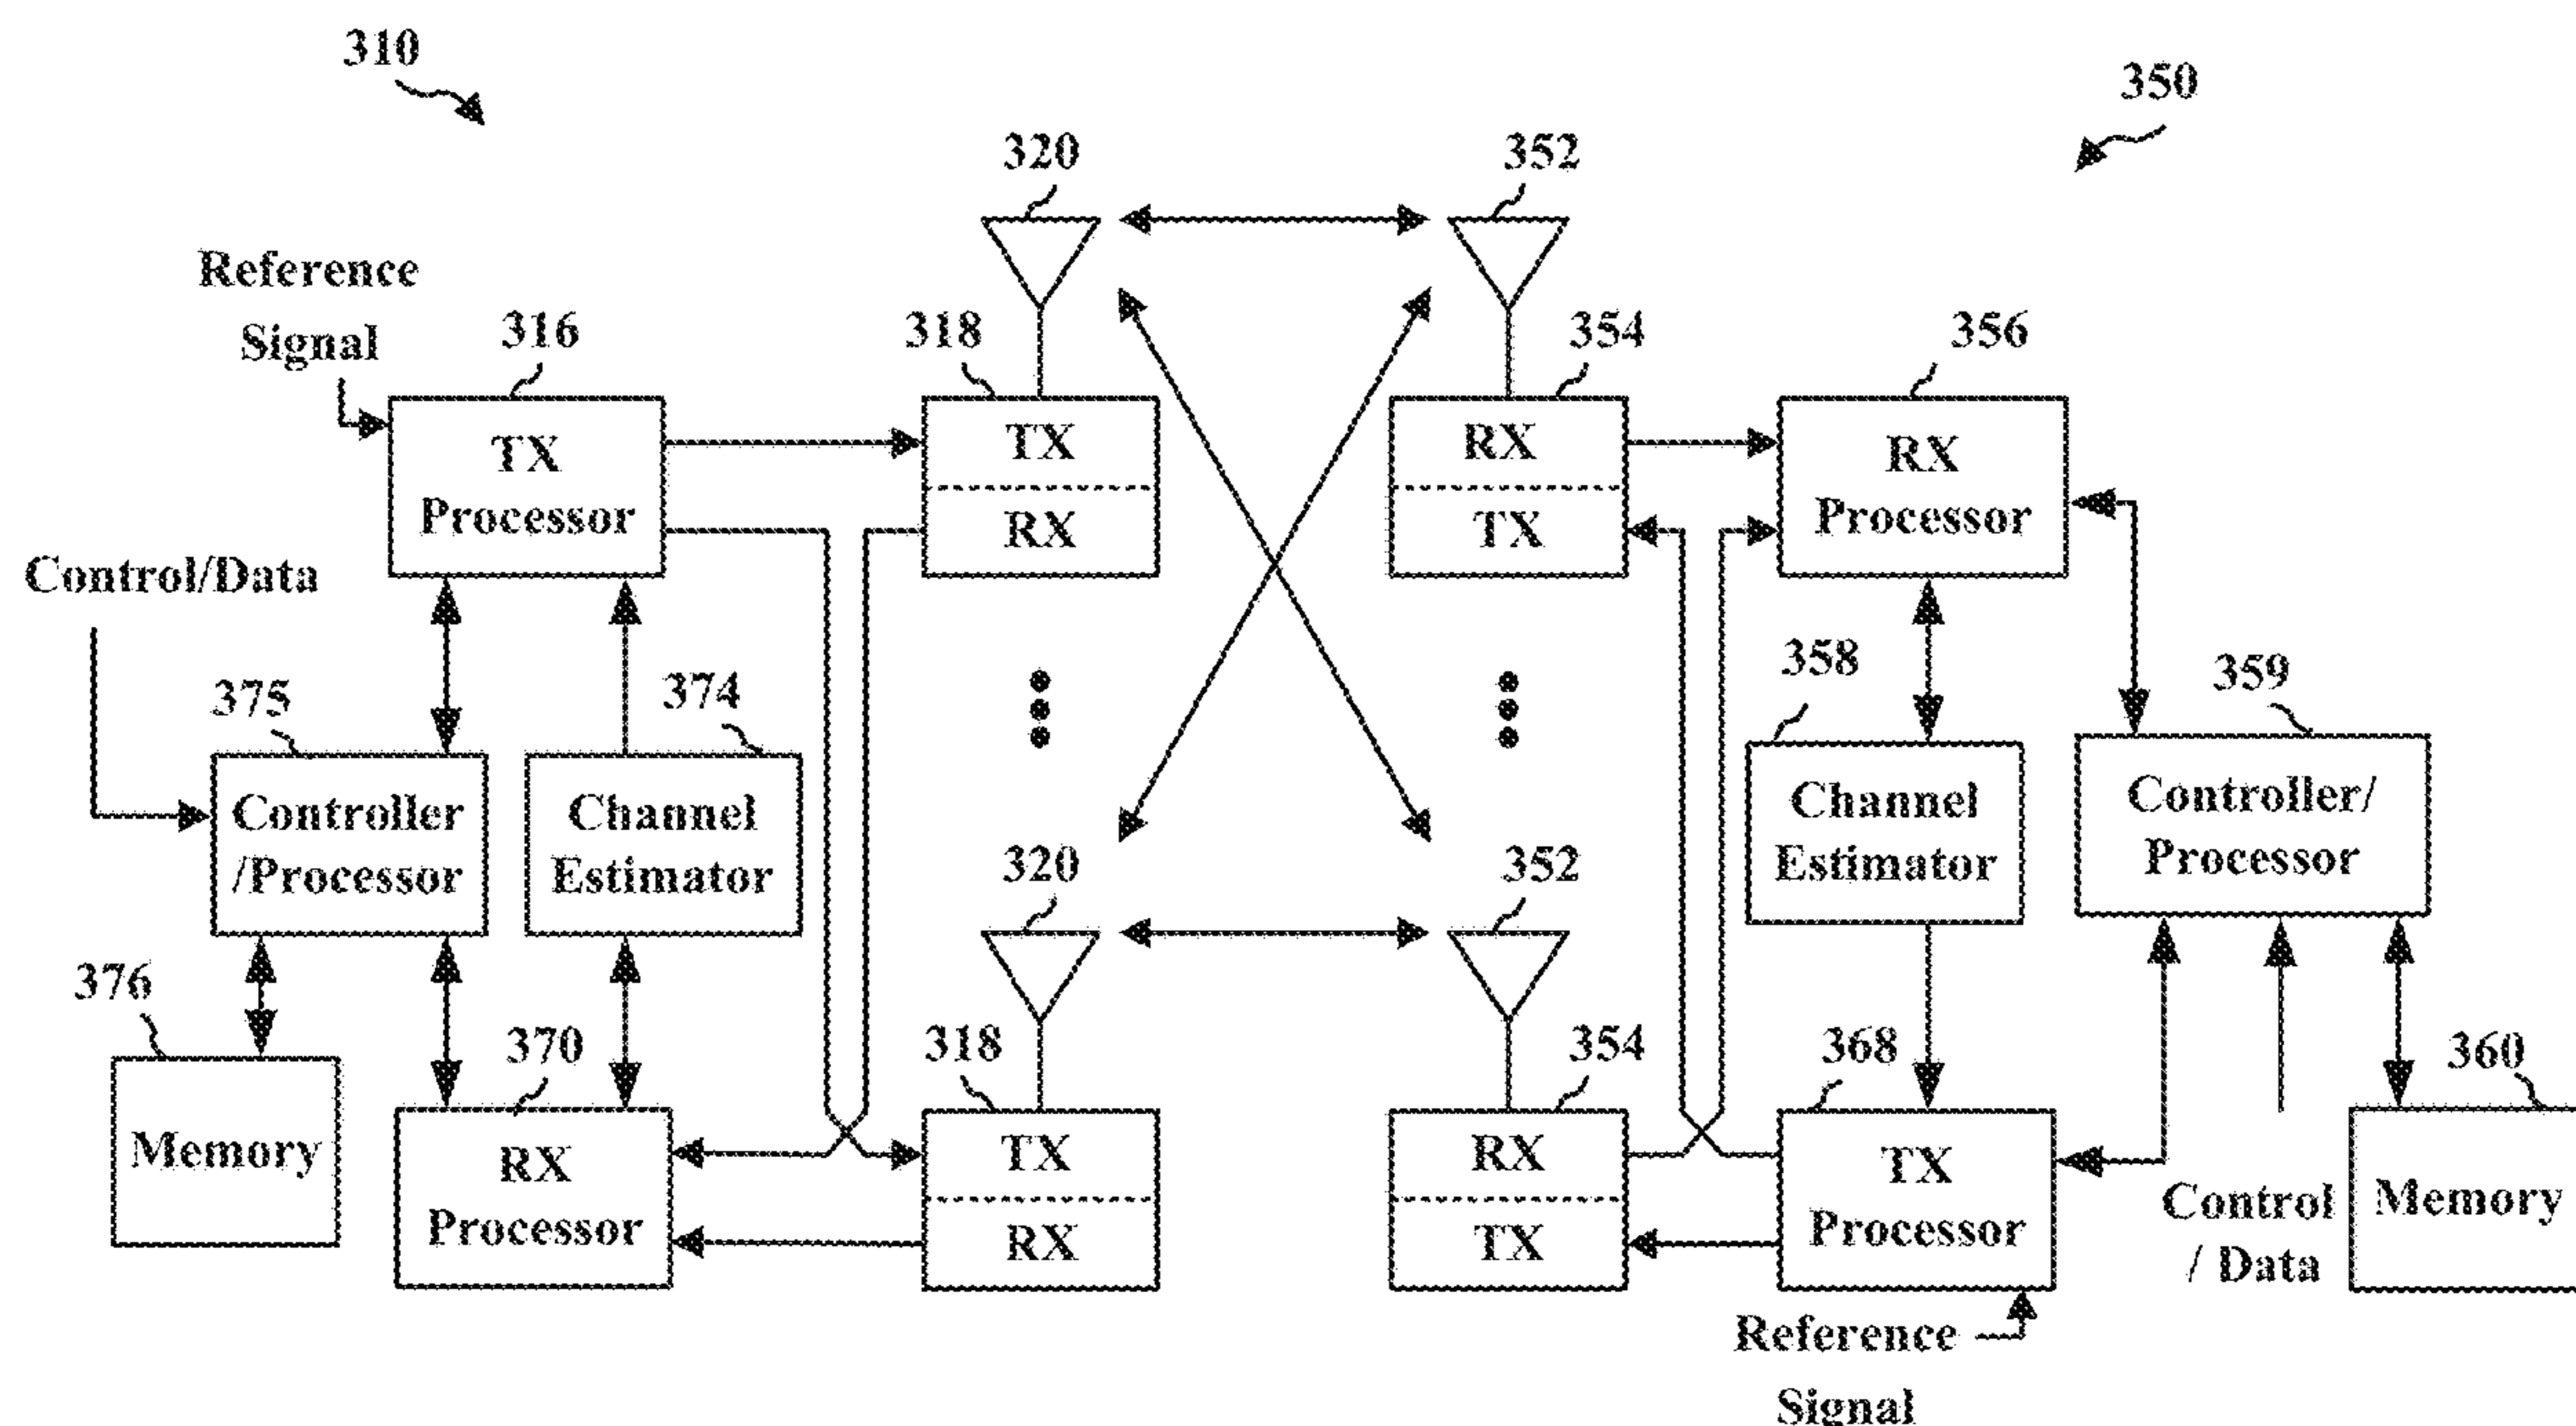 310
350
320
352
Reference
Signal
316
318
354
356
TX
Processor
TX
RX
RX
TX
RX
Processor
Control/Data
375
374
358
359
Controller
/Processor
Channel
Estimator
Channel
Estimator
Controller/
Processor
320
352
376
370
318
354
368
360
Memory
RX
Processor
TX
RX
RX
TX
TX
Processor
Control
/ Data
Memory
Reference
Signal